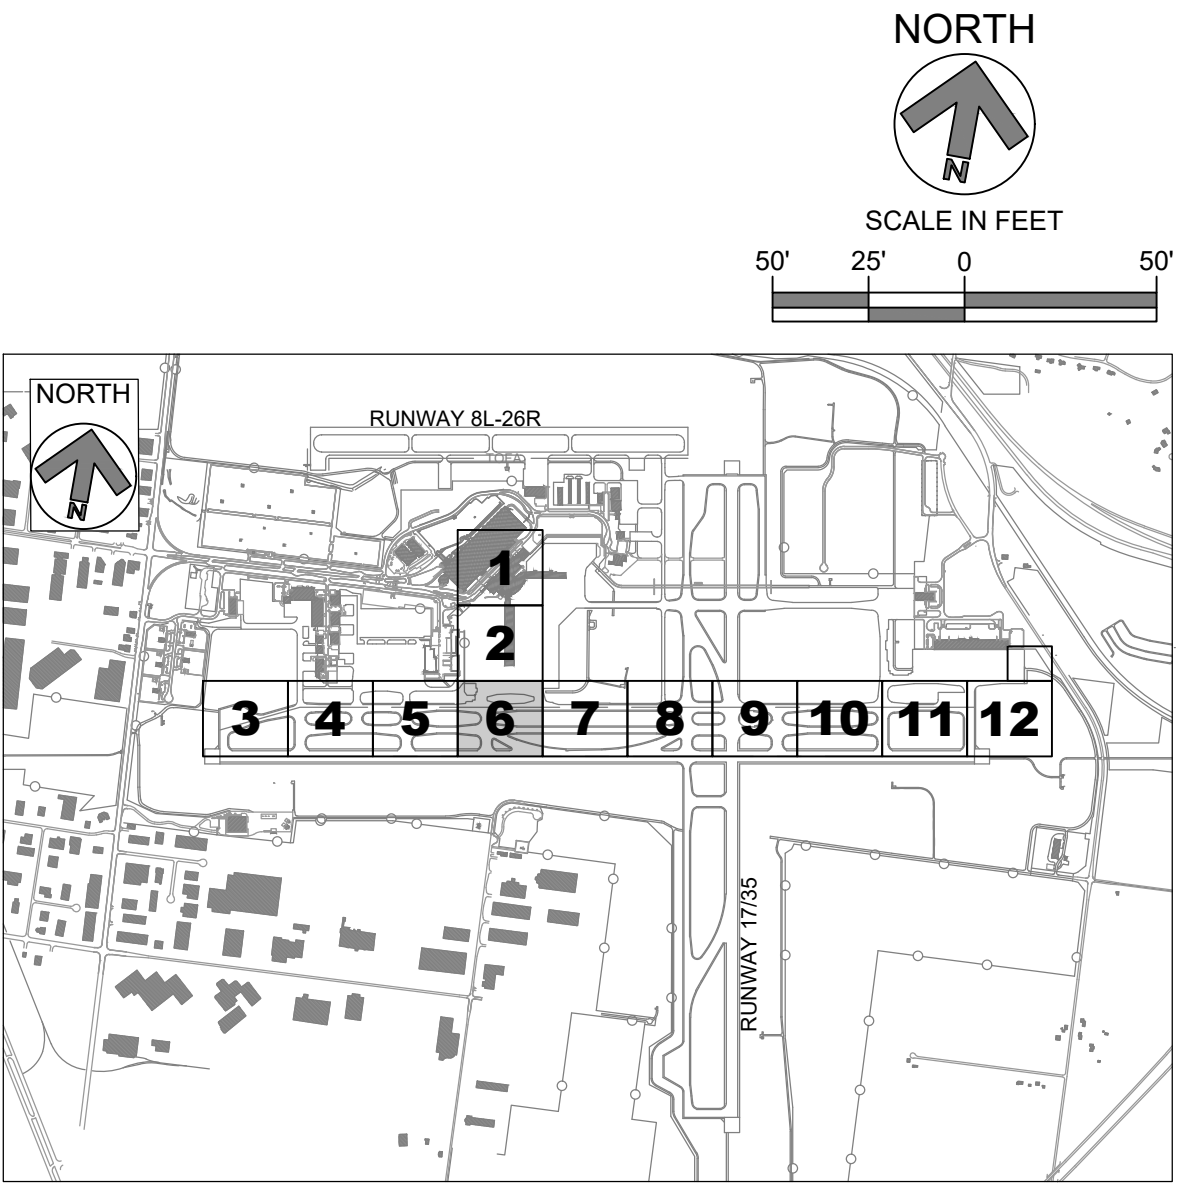 NORTH
N
SCALE IN FEET
50' 25' 0 50'
NORTH
N
RUNWAY 8L-26R
TOFA
1
2
3 4 5 6 7 8 9 10 11 12
RUNWAY 17/35